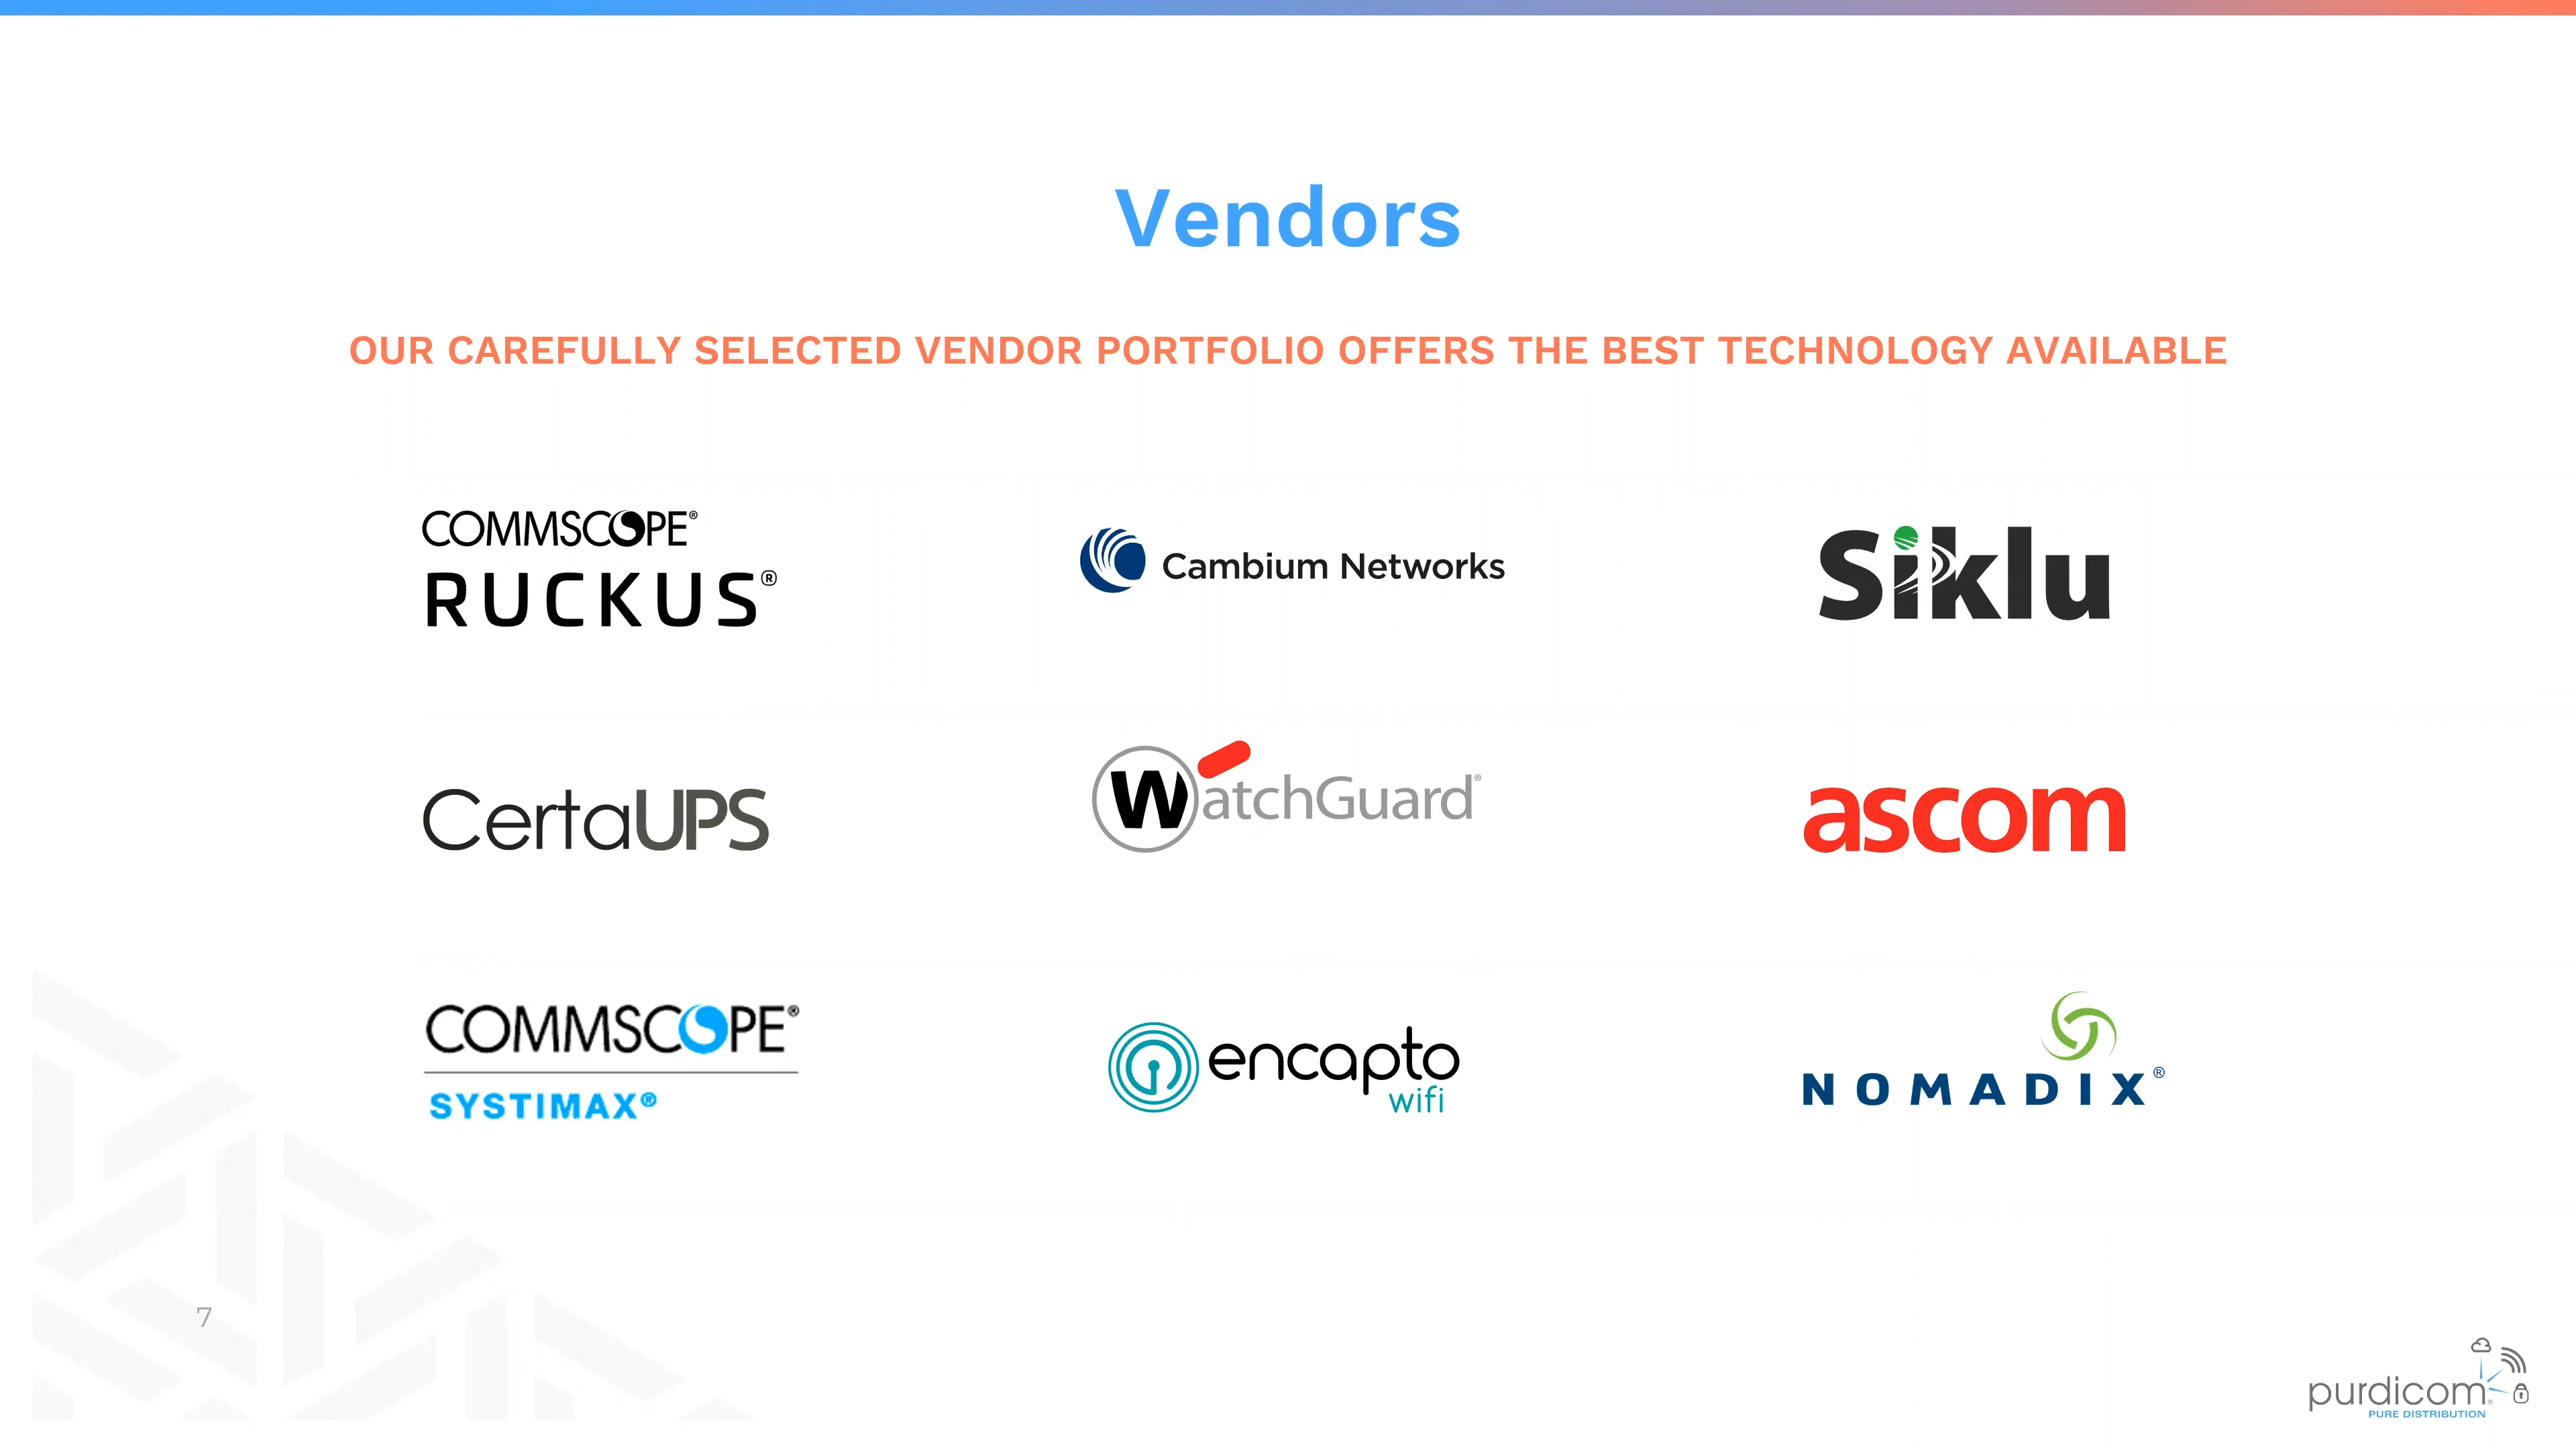 Vendors
OUR CAREFULLY SELECTED VENDOR PORTFOLIO OFFERS THE BEST TECHNOLOGY AVAILABLE
COMMSCOPE®
RUCKUS®
Cambium Networks
Siklu
CertaUPS
WatchGuard®
ascom
COMMSCOPE®
SYSTIMAX®
encapto
wifi
NOMADIX®
7
purdicom®
PURE DISTRIBUTION